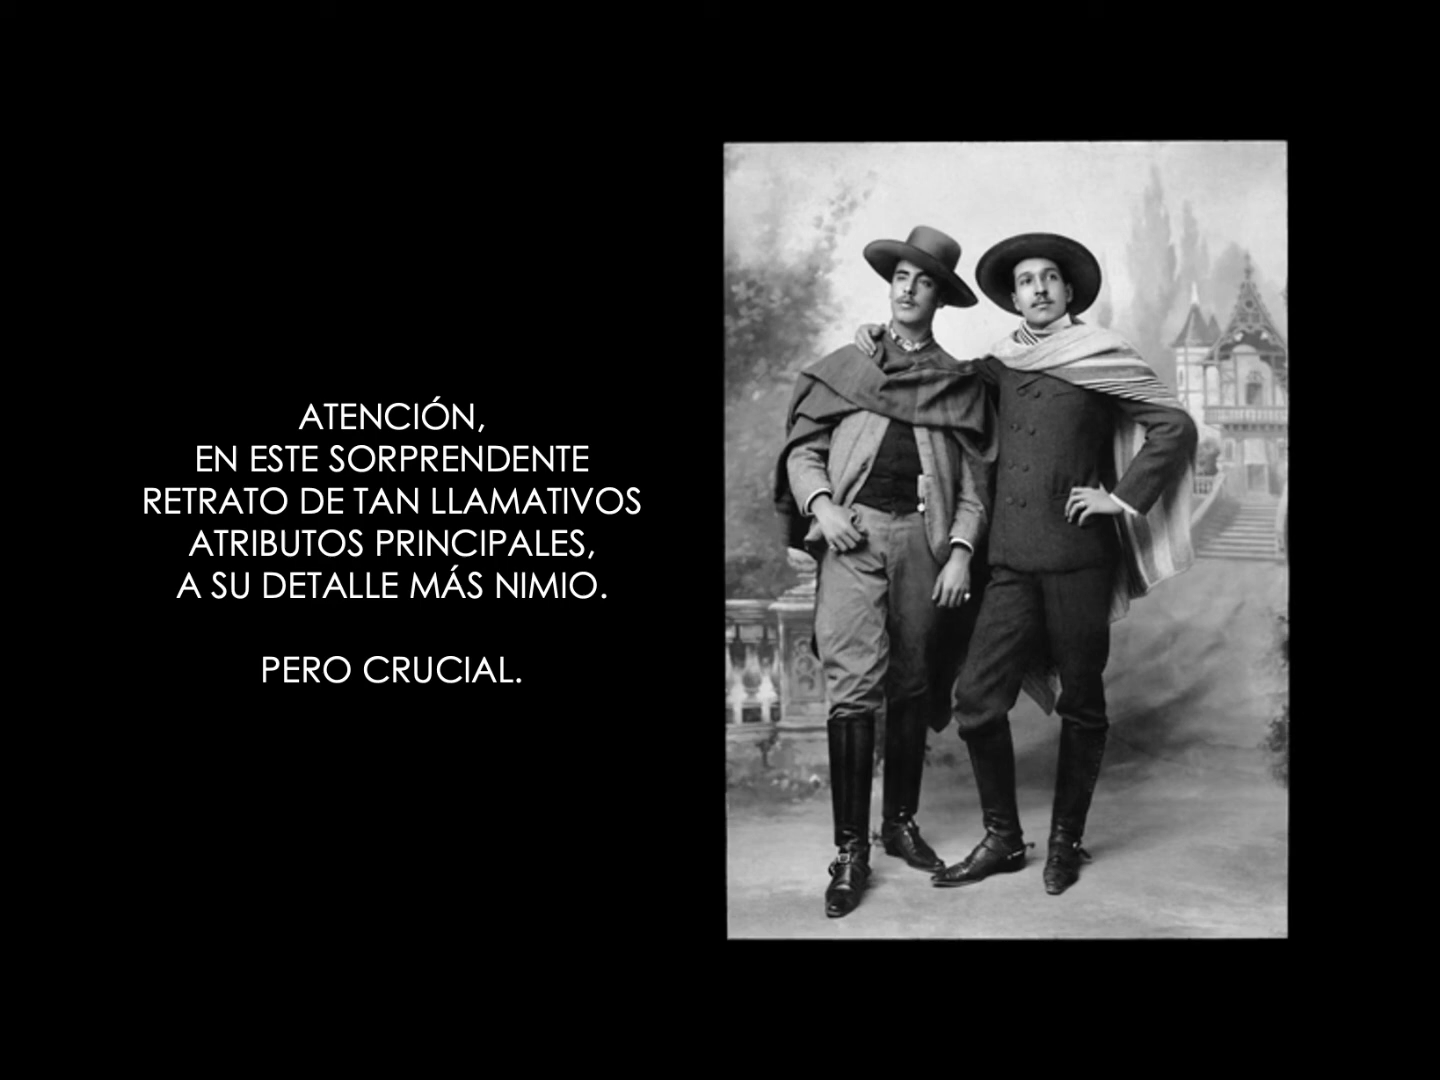 ATENCIÓN,
EN ESTE SORPRENDENTE
RETRATO DE TAN LLAMATIVOS
ATRIBUTOS PRINCIPALES,
A SU DETALLE MÁS NIMIO.
PERO CRUCIAL.